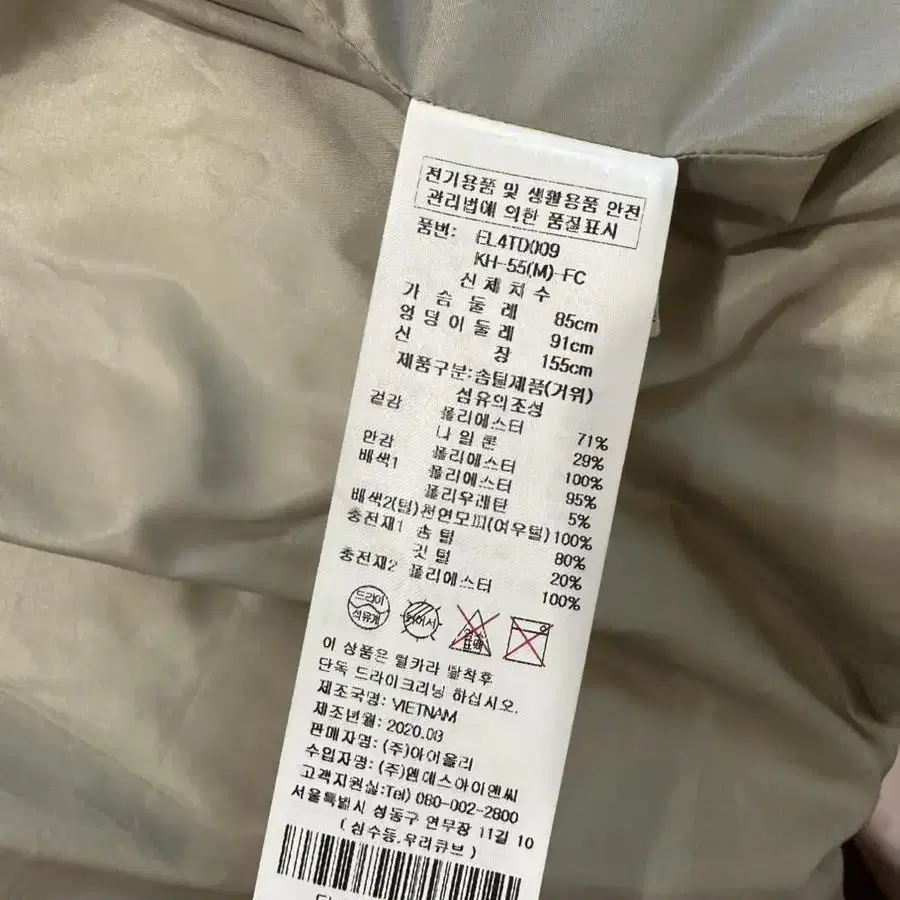 전기용품 및 생활용품 안전
관리법에 의한 품질표시
품번: EL4TD009
KH-55(M)-FC
신체치수
가슴둘레 85cm
엉덩이둘레 91cm
신장 155cm
제품구분:솜털제품(거위)
섬유의조성
겉감 폴리에스터 71%
나일론 29%
안감 폴리에스터 100%
배색1 폴리에스터 95%
폴리우레탄 5%
배색2(털)천연모피(여우털)100%
충전재1 솜털 80%
깃털 20%
충전재2 폴리에스터 100%
드라이
석유계
표백
이 상품은 털카라 탈착후
단독 드라이크리닝 하십시오.
제조국명: VIETNAM
제조년월: 2020.08
판매자명: (주)아이올리
수입자명: (주)엠에스아이앤씨
고객지원실:Tel) 080-002-2800
서울특별시 성동구 연무장 11길 10
(성수동,우리큐브)